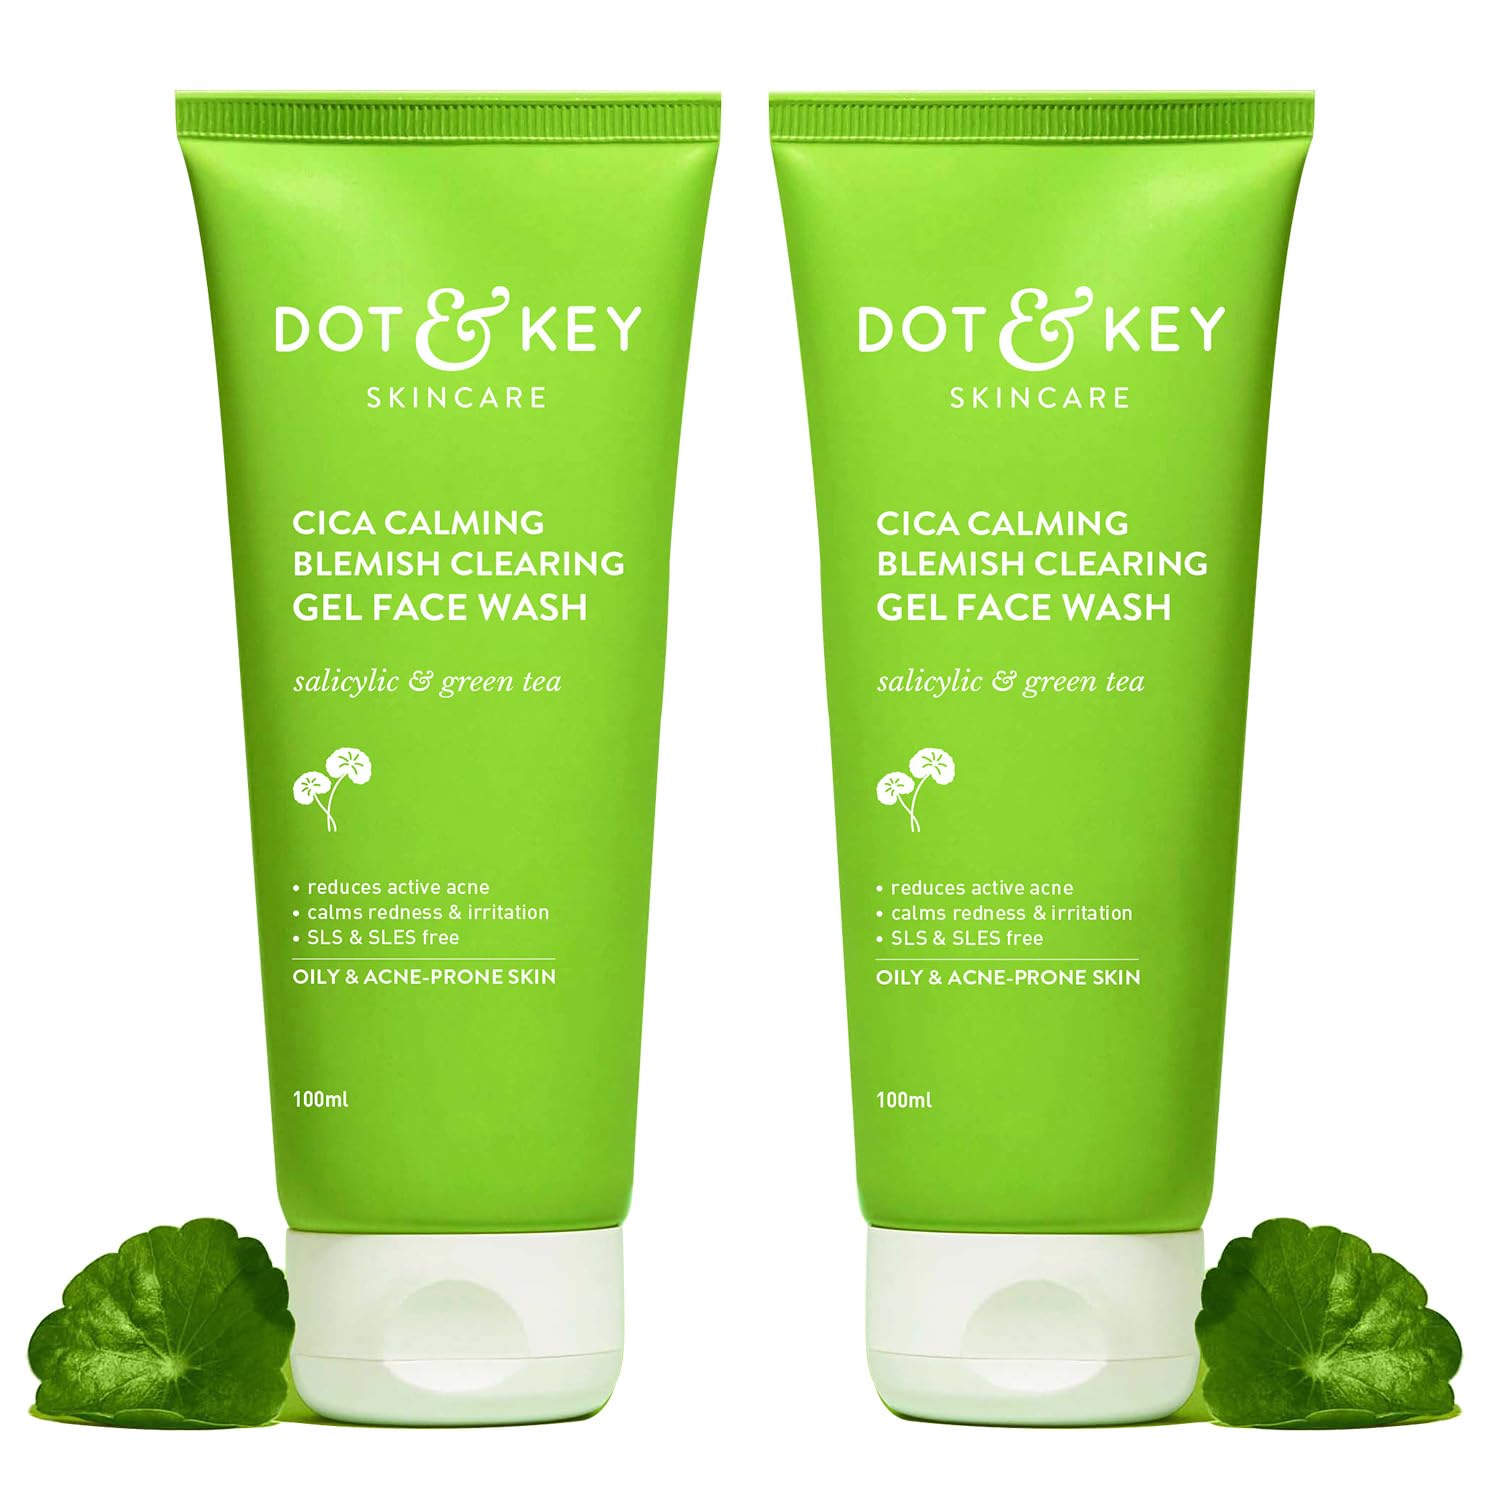 DOT & KEY
SKINCARE
CICA CALMING
BLEMISH CLEARING
GEL FACE WASH
salicylic & green tea
• reduces active acne
• calms redness & irritation
• SLS & SLES free
OILY & ACNE-PRONE SKIN
100ml
DOT & KEY
SKINCARE
CICA CALMING
BLEMISH CLEARING
GEL FACE WASH
salicylic & green tea
• reduces active acne
• calms redness & irritation
• SLS & SLES free
OILY & ACNE-PRONE SKIN
100ml